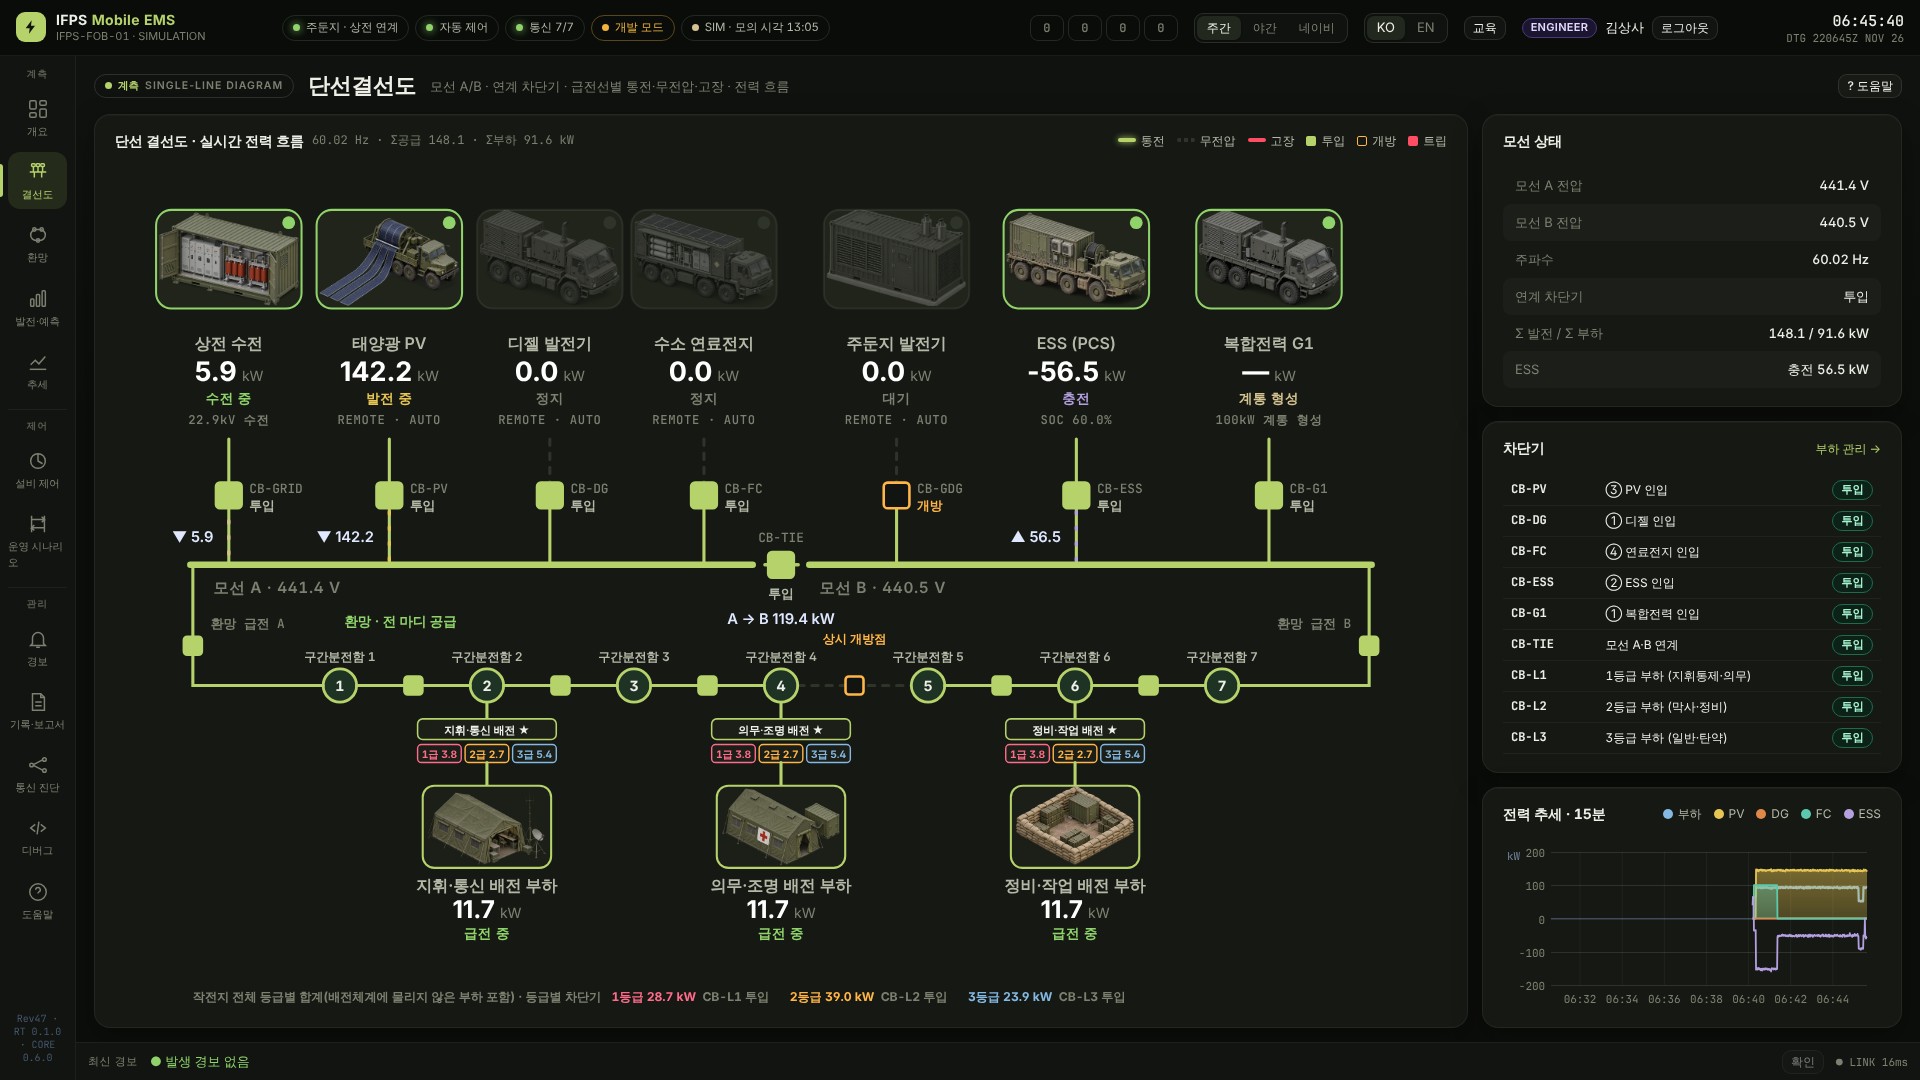 IFPS Mobile EMS
IFPS-FOB-01 · SIMULATION
주둔지 · 상전 연계
자동 제어
통신 7/7
개발 모드
SIM · 모의 시각 13:05
0 0 0 0
주간 야간 네이비
KO EN
교육
ENGINEER 김상사 로그아웃
06:45:40
DTG 220645Z NOV 26
계측
개요
결선도
환망
발전·예측
추세
제어
설비 제어
운영 시나리
오
관리
경보
기록·보고서
통신 진단
디버그
도움말
Rev47 ·
RT 0.1.0
· CORE
0.6.0
계측 SINGLE-LINE DIAGRAM
단선결선도
모선 A/B · 연계 차단기 · 급전선별 통전·무전압·고장 · 전력 흐름
? 도움말
단선 결선도 · 실시간 전력 흐름 60.02 Hz · Σ공급 148.1 · Σ부하 91.6 kW
통전 무전압 고장 투입 개방 트립
상전 수전
5.9 kW
수전 중
22.9kV 수전
태양광 PV
142.2 kW
발전 중
REMOTE · AUTO
디젤 발전기
0.0 kW
정지
REMOTE · AUTO
수소 연료전지
0.0 kW
정지
REMOTE · AUTO
주둔지 발전기
0.0 kW
대기
REMOTE · AUTO
ESS (PCS)
-56.5 kW
충전
SOC 60.0%
복합전력 G1
— kW
계통 형성
100kW 계통 형성
CB-GRID
투입
CB-PV
투입
CB-DG
투입
CB-FC
투입
CB-GDG
개방
CB-ESS
투입
CB-G1
투입
▼ 5.9
▼ 142.2
▲ 56.5
CB-TIE
투입
모선 A · 441.4 V
모선 B · 440.5 V
환망 급전 A
환망 · 전 마디 공급
A → B 119.4 kW
상시 개방점
환망 급전 B
구간분전함 1
구간분전함 2
구간분전함 3
구간분전함 4
구간분전함 5
구간분전함 6
구간분전함 7
1 2 3 4 5 6 7
지휘·통신 배전 ★
1급 3.8 2급 2.7 3급 5.4
의무·조명 배전 ★
1급 3.8 2급 2.7 3급 5.4
정비·작업 배전 ★
1급 3.8 2급 2.7 3급 5.4
지휘·통신 배전 부하
11.7 kW
급전 중
의무·조명 배전 부하
11.7 kW
급전 중
정비·작업 배전 부하
11.7 kW
급전 중
작전지 전체 등급별 합계(배전체계에 물리지 않은 부하 포함) · 등급별 차단기 1등급 28.7 kW CB-L1 투입 2등급 39.0 kW CB-L2 투입 3등급 23.9 kW CB-L3 투입
모선 상태
모선 A 전압 441.4 V
모선 B 전압 440.5 V
주파수 60.02 Hz
연계 차단기 투입
Σ 발전 / Σ 부하 148.1 / 91.6 kW
ESS 충전 56.5 kW
차단기 부하 관리 →
CB-PV ③ PV 인입 투입
CB-DG ① 디젤 인입 투입
CB-FC ④ 연료전지 인입 투입
CB-ESS ② ESS 인입 투입
CB-G1 ① 복합전력 인입 투입
CB-TIE 모선 A·B 연계 투입
CB-L1 1등급 부하 (지휘통제·의무) 투입
CB-L2 2등급 부하 (막사·정비) 투입
CB-L3 3등급 부하 (일반·탄약) 투입
전력 추세 · 15분 부하 PV DG FC ESS
kW 200
100
0
-100
-200
06:32 06:34 06:36 06:38 06:40 06:42 06:44
최신 경보 발생 경보 없음
확인 LINK 16ms